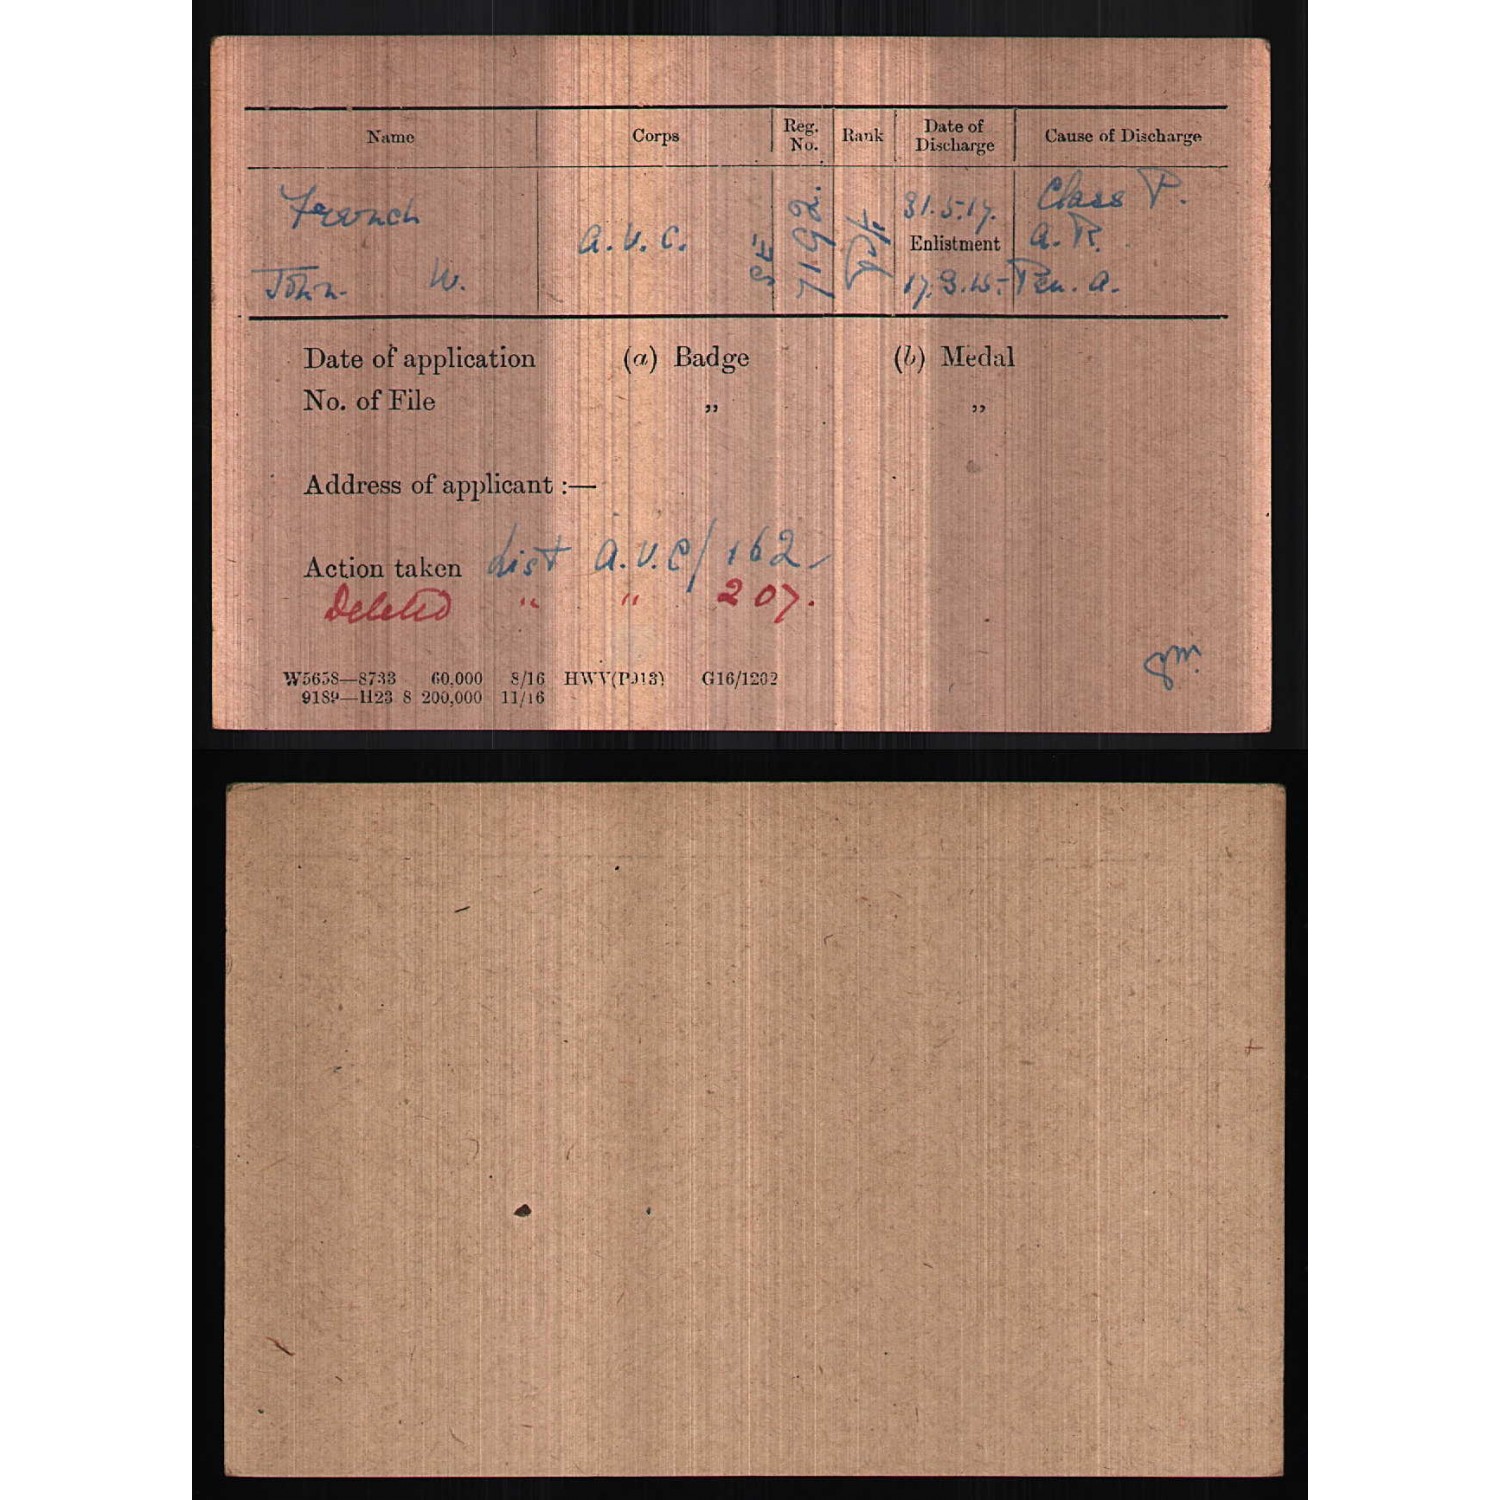 Name Corps Reg. No. Rank Date of Discharge Cause of Discharge
French John W. A.V.C. SE 7192. Pte 31.5.17. Enlistment 17.3.15 Class P. A.R. Para. A.
Date of application (a) Badge (b) Medal
No. of File „ „
Address of applicant :—
Action taken List A.V.C/162
Deleted " " 207.
W5658—8733 60,000 8/16 HWV(P913) G16/1202
9189—H23 8 200,000 11/16